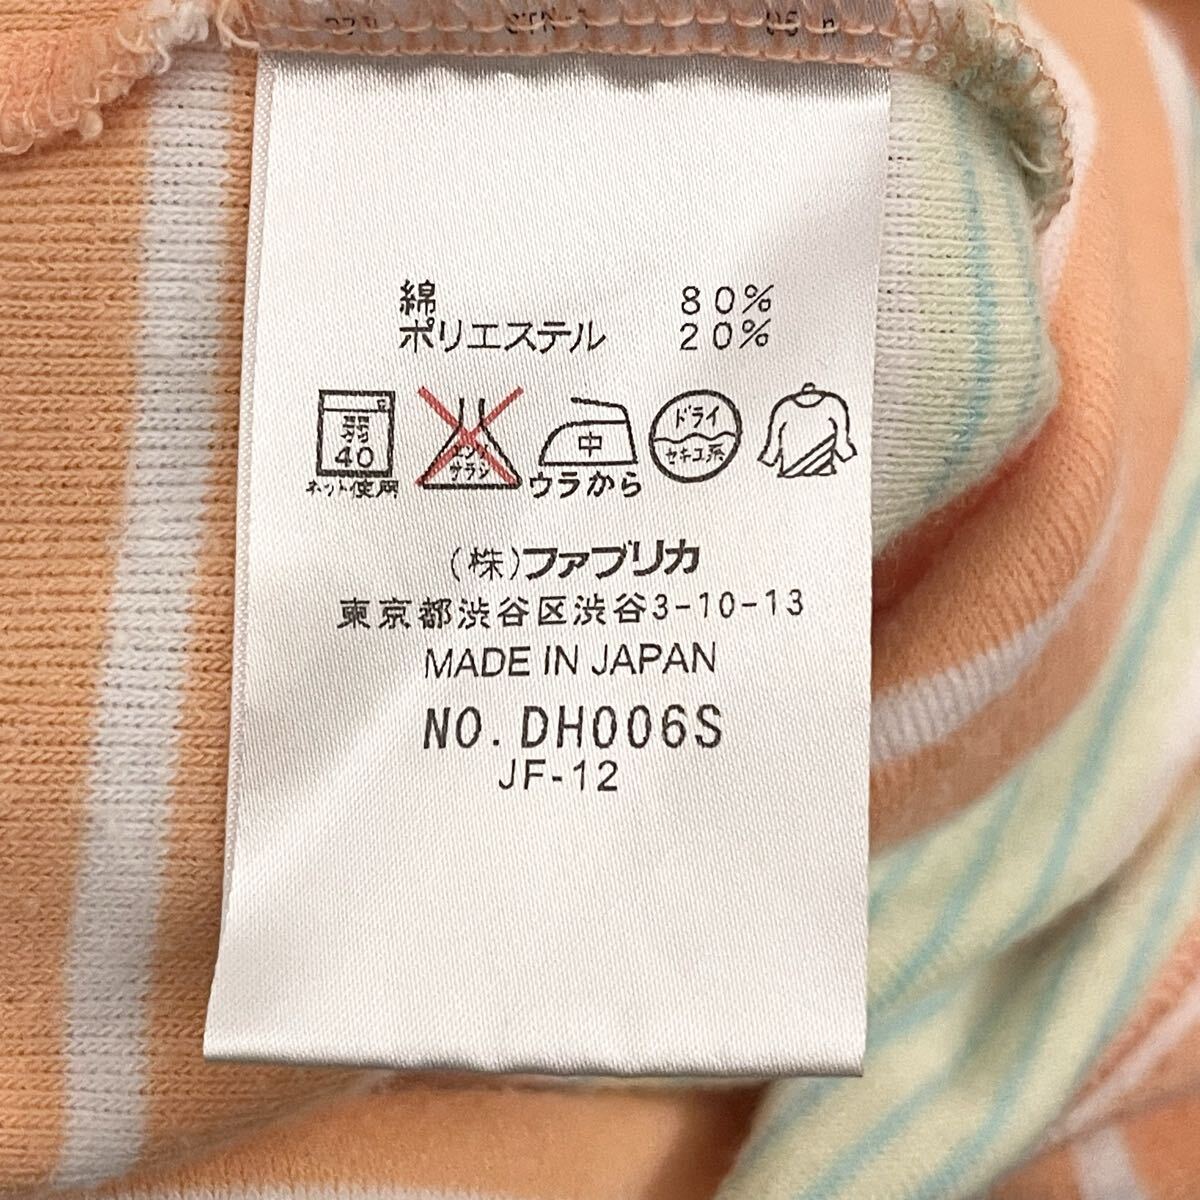 綿 80%
ポリエステル 20%
弱 40 エンソ サラシ 中 ドライ セキユ系
ネット使用 ウラから
(株)ファブリカ
東京都渋谷区渋谷3-10-13
MADE IN JAPAN
NO.DH006S
JF-12